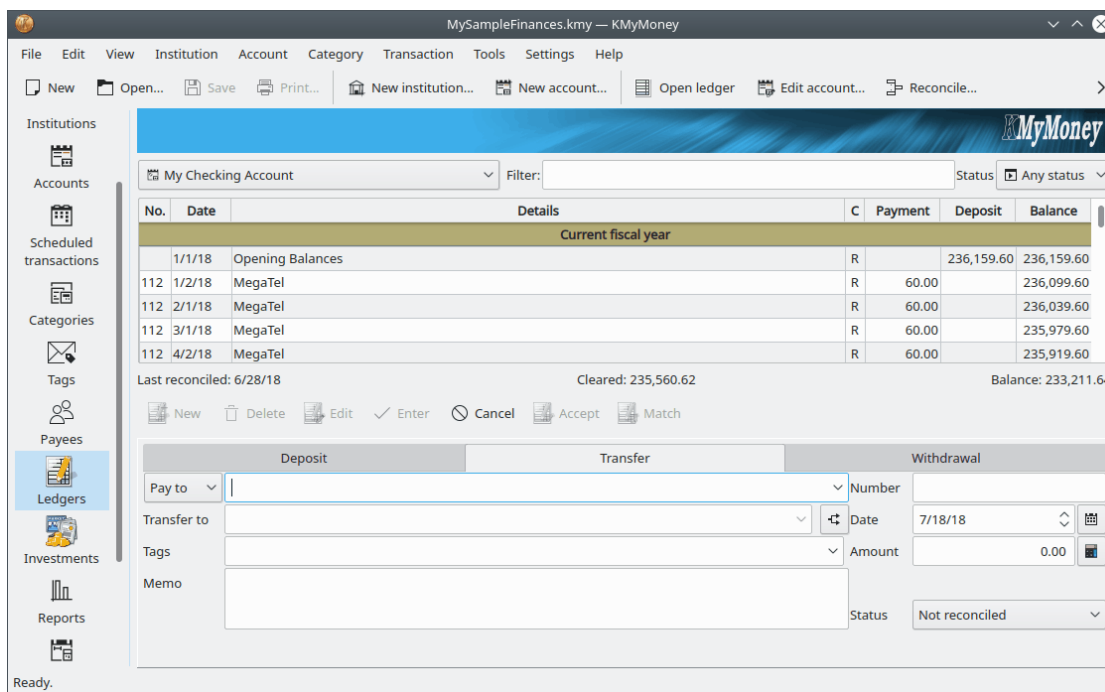 MySampleFinances.kmy — KMyMoney
File Edit View Institution Account Category Transaction Tools Settings Help
New Open... Save Print... New institution... New account... Open ledger Edit account... Reconcile...
Institutions
Accounts
Scheduled
transactions
Categories
Tags
Payees
Ledgers
Investments
Reports
KMyMoney
My Checking Account Filter: Status Any status
No. Date Details C Payment Deposit Balance
Current fiscal year
1/1/18 Opening Balances R 236,159.60 236,159.60
112 1/2/18 MegaTel R 60.00 236,099.60
112 2/1/18 MegaTel R 60.00 236,039.60
112 3/1/18 MegaTel R 60.00 235,979.60
112 4/2/18 MegaTel R 60.00 235,919.60
Last reconciled: 6/28/18 Cleared: 235,560.62 Balance: 233,211.6
New Delete Edit Enter Cancel Accept Match
Deposit Transfer Withdrawal
Pay to Number
Transfer to Date 7/18/18
Tags Amount 0.00
Memo
Status Not reconciled
Ready.